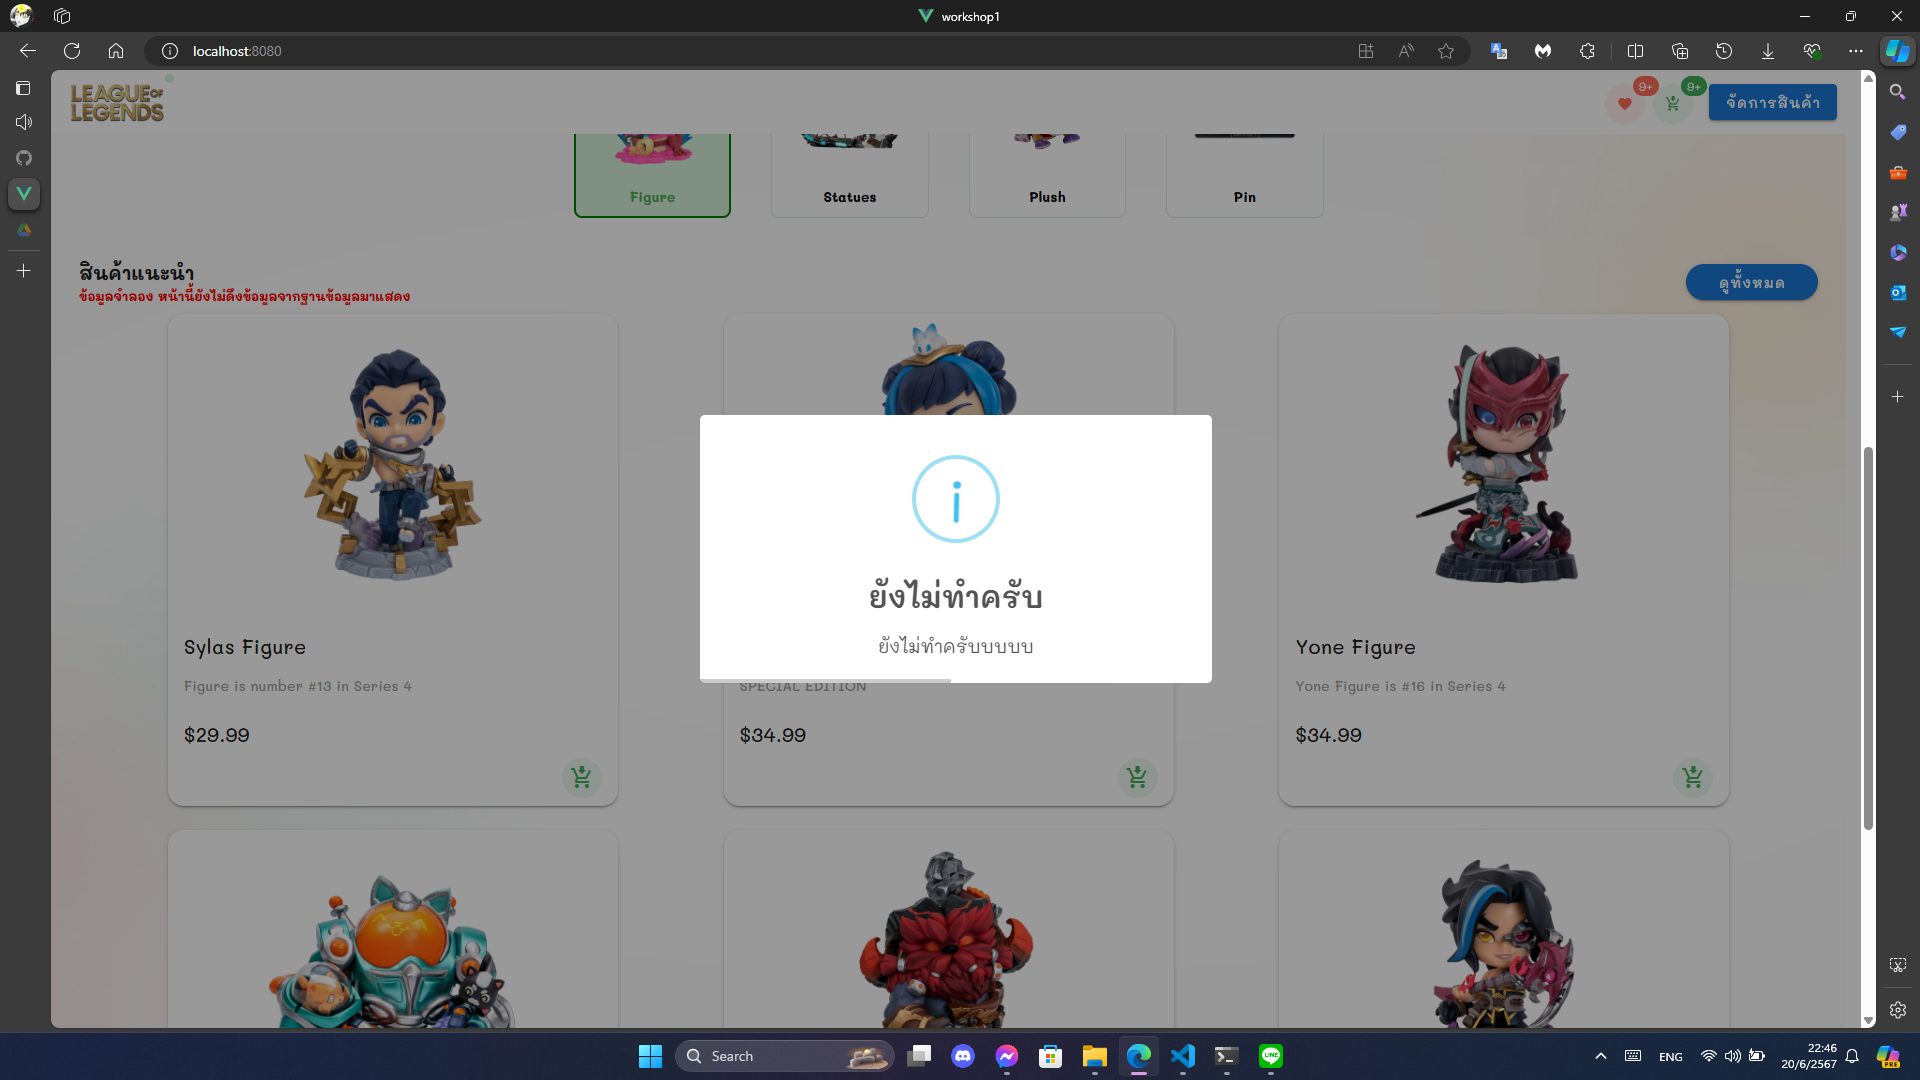 workshop1
localhost:8080
LEAGUE OF
LEGENDS
9+
9+
จัดการสินค้า
Figure
Statues
Plush
Pin
สินค้าแนะนำ
ข้อมูลจำลอง หน้านี้ยังไม่ดึงข้อมูลจากฐานข้อมูลมาแสดง
ดูทั้งหมด
ยังไม่ทำครับ
ยังไม่ทำครับบบบบ
Sylas Figure
Figure is number #13 in Series 4
$29.99
SPECIAL EDITION
$34.99
Yone Figure
Yone Figure is #16 in Series 4
$34.99
Search
ENG
22:46
20/6/2567